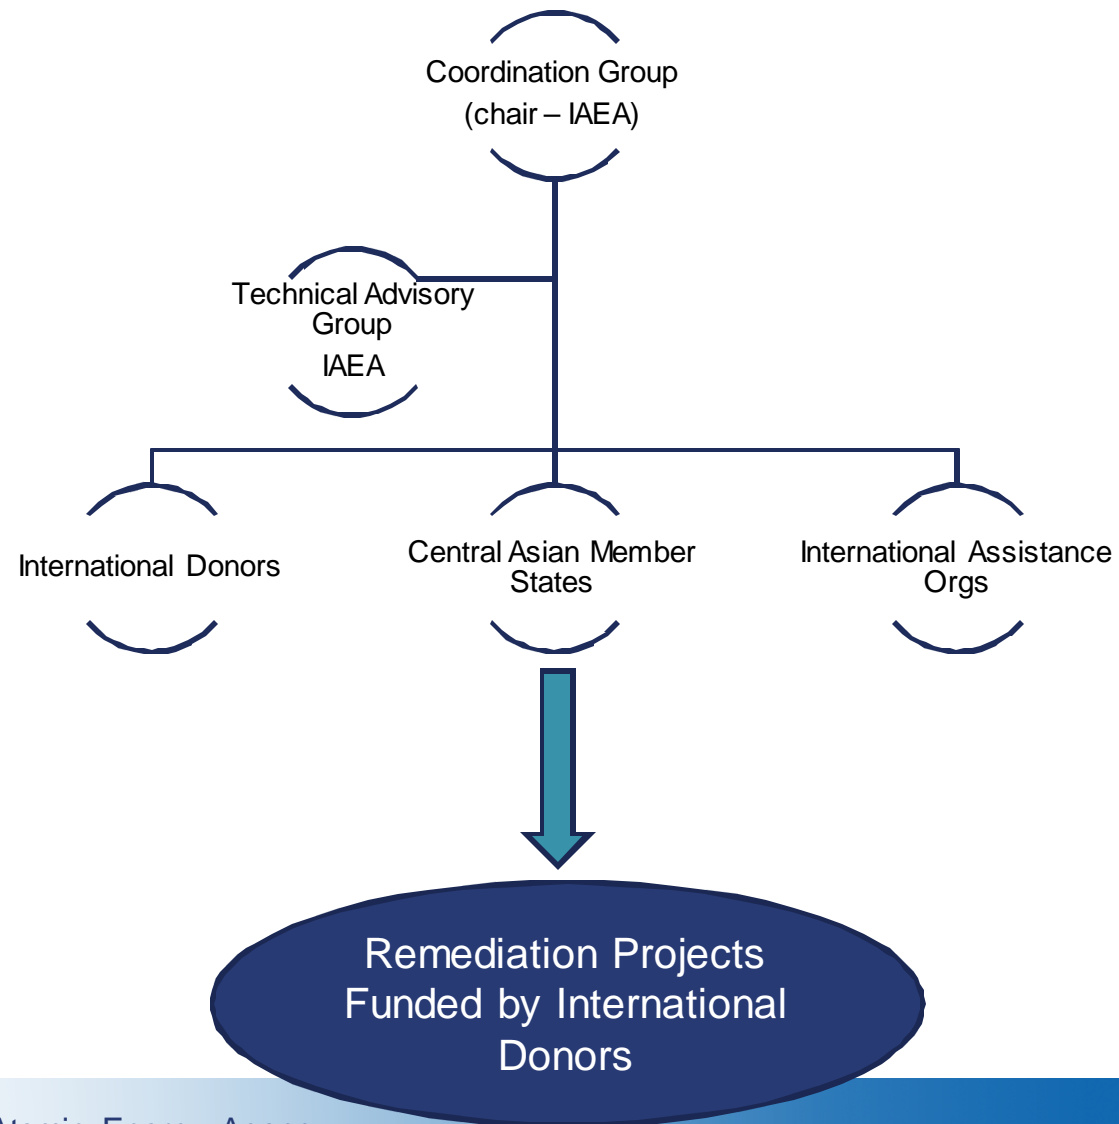 Coordination Group
(chair – IAEA)
Technical Advisory
Group
IAEA
International Donors
Central Asian Member
States
International Assistance
Orgs
Remediation Projects
Funded by International
Donors